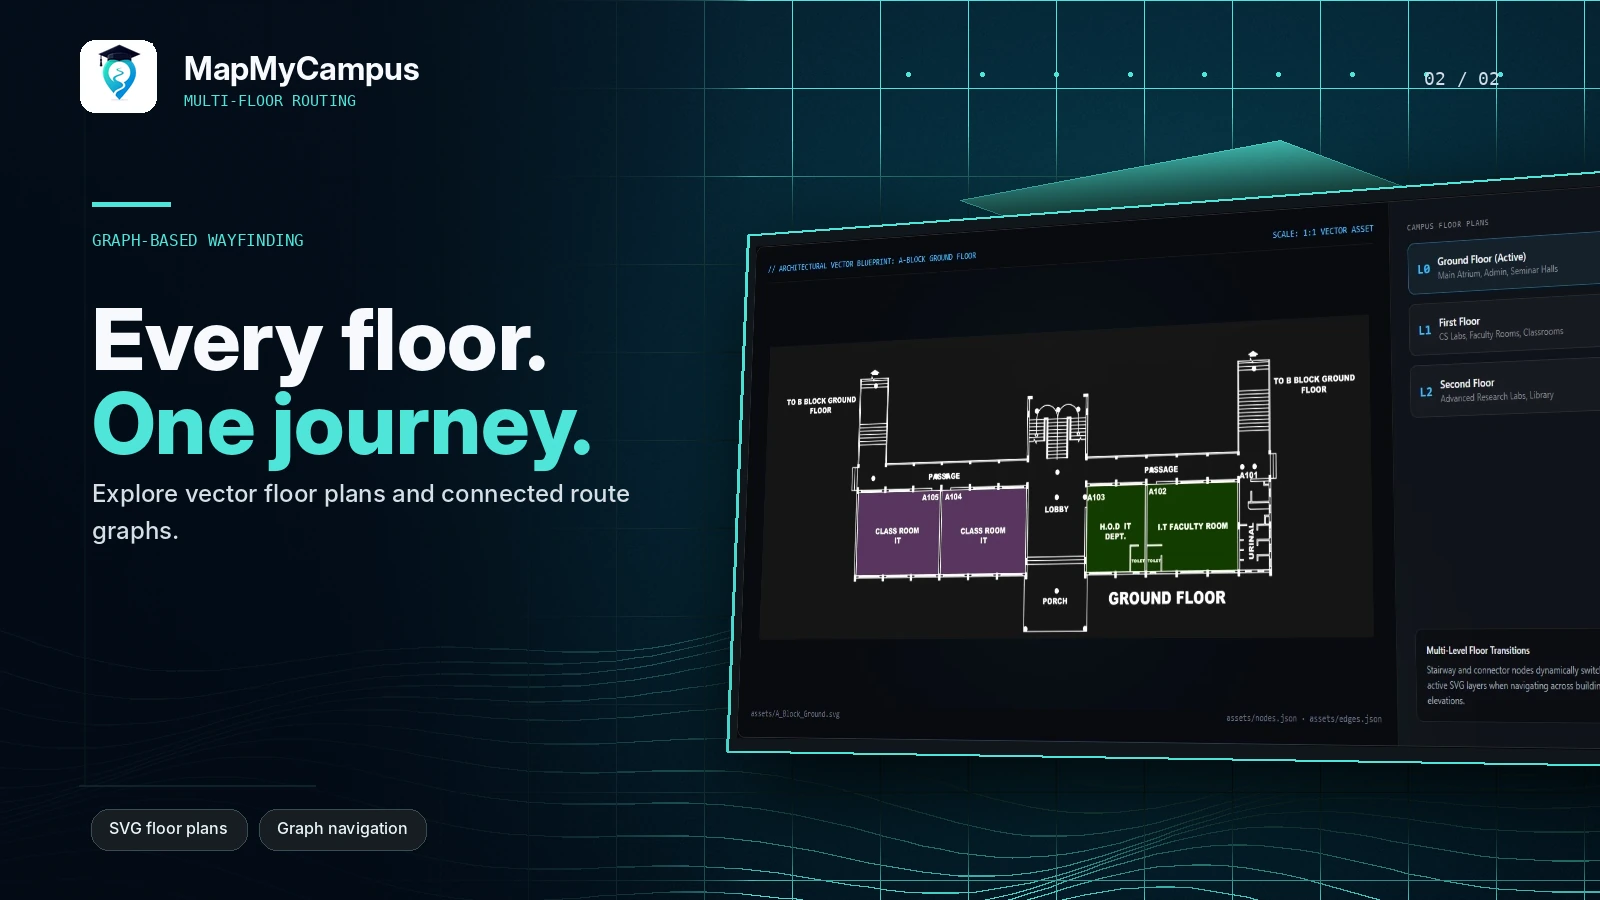 MapMyCampus
MULTI-FLOOR ROUTING
02 / 02
GRAPH-BASED WAYFINDING
Every floor.
One journey.
Explore vector floor plans and connected route
graphs.
SVG floor plans
Graph navigation
// ARCHITECTURAL VECTOR BLUEPRINT: A-BLOCK GROUND FLOOR
SCALE: 1:1 VECTOR ASSET
TO B BLOCK GROUND
FLOOR
TO B BLOCK GROUND
FLOOR
PASSAGE
PASSAGE
A101
A105
A104
A103
A102
LOBBY
CLASS ROOM
IT
CLASS ROOM
IT
H.O.D IT
DEPT.
I.T FACULTY ROOM
URINAL
TOILET
TOILET
PORCH
GROUND FLOOR
assets/A_Block_Ground.svg
assets/nodes.json · assets/edges.json
CAMPUS FLOOR PLANS
L0
Ground Floor (Active)
Main Atrium, Admin, Seminar Halls
L1
First Floor
CS Labs, Faculty Rooms, Classrooms
L2
Second Floor
Advanced Research Labs, Library
Multi-Level Floor Transitions
Stairway and connector nodes dynamically switc
active SVG layers when navigating across buildin
elevations.